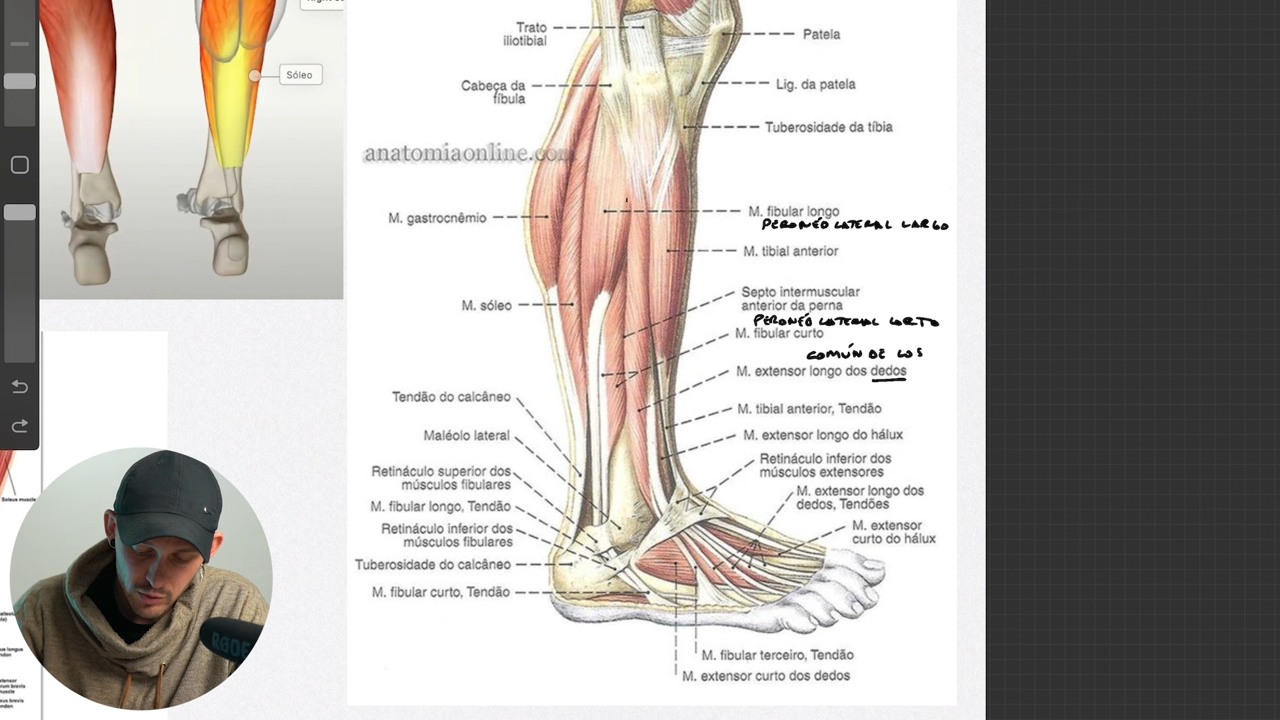 Sóleo
Trato
iliotibial
Patela
Cabeça da
fíbula
Lig. da patela
Tuberosidade da tíbia
anatomiaonline.com
M. gastrocnêmio
M. fibular longo
PERONÉO LATERAL LARGO
M. tibial anterior
M. sóleo
Septo intermuscular
anterior da perna
PERONÉO LATERAL CORTO
M. fibular curto
COMÚN DE LOS
M. extensor longo dos dedos
Tendão do calcâneo
M. tibial anterior, Tendão
Maléolo lateral
M. extensor longo do hálux
Retináculo inferior dos
músculos extensores
Retináculo superior dos
músculos fibulares
M. extensor longo dos
dedos, Tendões
M. fibular longo, Tendão
Retináculo inferior dos
músculos fibulares
M. extensor
curto do hálux
Tuberosidade do calcâneo
M. fibular curto, Tendão
M. fibular terceiro, Tendão
M. extensor curto dos dedos
Soleus muscle
RODE